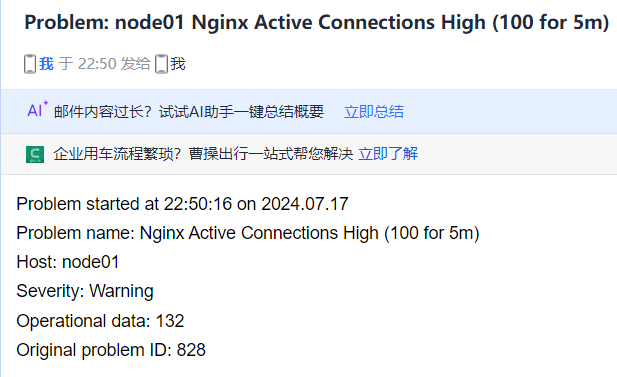 Problem: node01 Nginx Active Connections High (100 for 5m)
我 于 22:50 发给 我
AI+ 邮件内容过长？试试AI助手一键总结概要 立即总结
企业用车流程繁琐？曹操出行一站式帮您解决 立即了解
Problem started at 22:50:16 on 2024.07.17
Problem name: Nginx Active Connections High (100 for 5m)
Host: node01
Severity: Warning
Operational data: 132
Original problem ID: 828